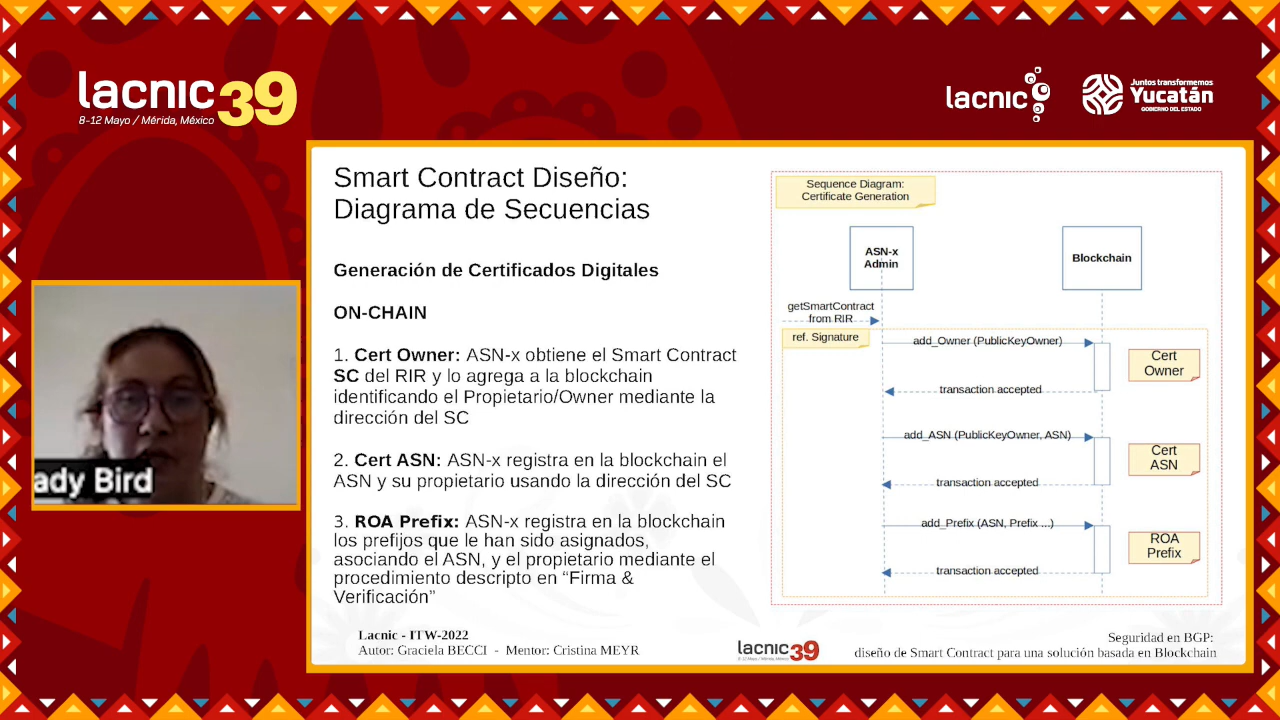 lacnic39
8-12 Mayo / Mérida, México
lacnic
Juntos transformemos
Yucatán
GOBIERNO DEL ESTADO
Smart Contract Diseño:
Diagrama de Secuencias
Generación de Certificados Digitales
ON-CHAIN
1. Cert Owner: ASN-x obtiene el Smart Contract
SC del RIR y lo agrega a la blockchain
identificando el Propietario/Owner mediante la
dirección del SC
2. Cert ASN: ASN-x registra en la blockchain el
ASN y su propietario usando la dirección del SC
3. ROA Prefix: ASN-x registra en la blockchain
los prefijos que le han sido asignados,
asociando el ASN, y el propietario mediante el
procedimiento descripto en “Firma &
Verificación”
Sequence Diagram:
Certificate Generation
ASN-x
Admin
Blockchain
getSmartContract
from RIR
ref. Signature
add_Owner (PublicKeyOwner)
Cert
Owner
transaction accepted
add_ASN (PublicKeyOwner, ASN)
Cert
ASN
transaction accepted
add_Prefix (ASN, Prefix ...)
ROA
Prefix
transaction accepted
ady Bird
Lacnic - ITW-2022
Autor: Graciela BECCI - Mentor: Cristina MEYR
lacnic39
8-12 Mayo / Mérida, México
Seguridad en BGP:
diseño de Smart Contract para una solución basada en Blockchain